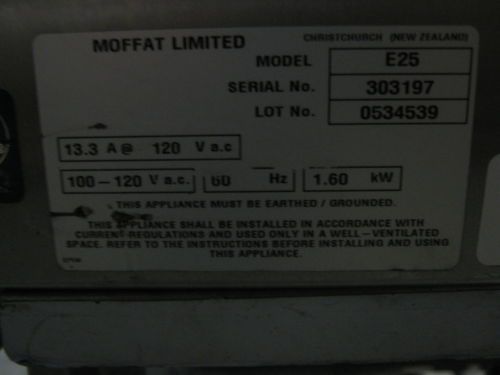 MOFFAT LIMITED
CHRISTCHURCH (NEW ZEALAND)
MODEL E25
SERIAL No. 303197
LOT No. 0534539
13.3 A@ 120 V a.c
100-120 V a.c. 60 Hz 1.60 kW
THIS APPLIANCE MUST BE EARTHED / GROUNDED.
THIS APPLIANCE SHALL BE INSTALLED IN ACCORDANCE WITH
CURRENT REGULATIONS AND USED ONLY IN A WELL-VENTILATED
SPACE. REFER TO THE INSTRUCTIONS BEFORE INSTALLING AND USING
THIS APPLIANCE.